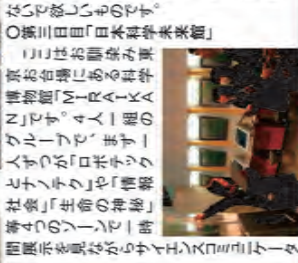 ないで欲しいものです。
〇第三日目「日本科学未来館」
ここはお馴染み東
京お台場にある科学
博物館「MIRAIKA
N」です。4人一組の
グループで、まず一
人ずつが「ロボテック
とナノテク」や「情報
社会」「生命の神秘」
等4つのゾーンで一時
間展示を見ながらサイエンスコミュニケータ